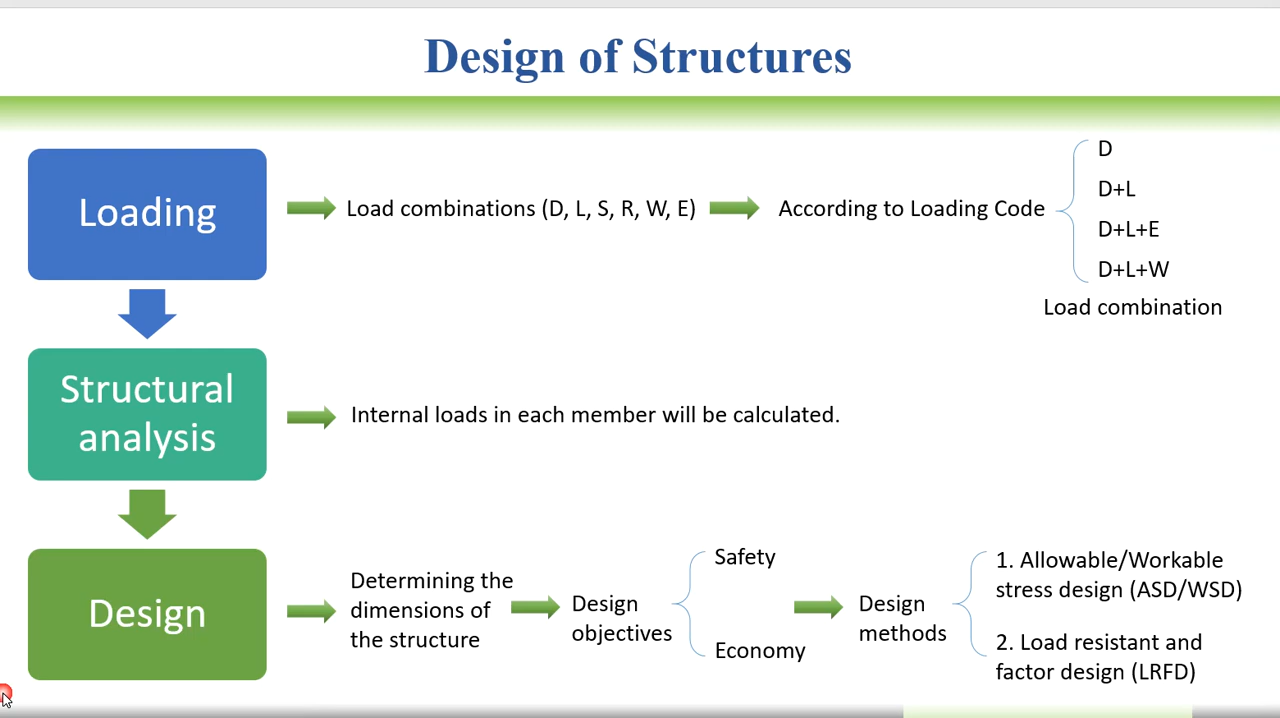 Design of Structures
Loading
Load combinations (D, L, S, R, W, E)
According to Loading Code
D
D+L
D+L+E
D+L+W
Load combination
Structural
analysis
Internal loads in each member will be calculated.
Design
Determining the
dimensions of
the structure
Design
objectives
Safety
Economy
Design
methods
1. Allowable/Workable
stress design (ASD/WSD)
2. Load resistant and
factor design (LRFD)